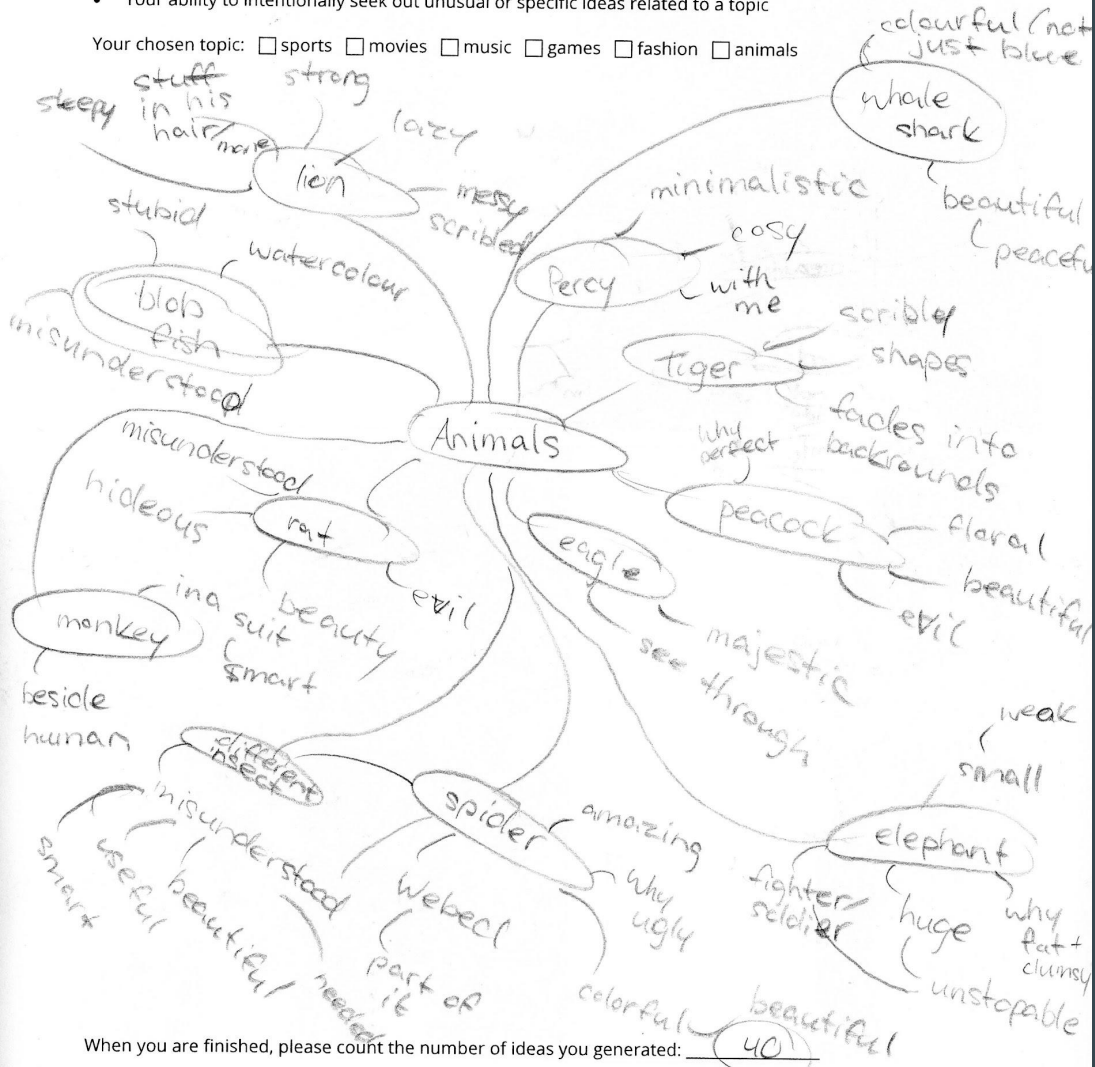 • Your ability to intentionally seek out unusual or specific ideas related to a topic
Your chosen topic: ☐ sports ☐ movies ☐ music ☐ games ☐ fashion ☐ animals
colourful (not
just blue
whale
shark
beautiful
peaceful
stuff
in his
hair/mane
sleepy
strong
lazy
lion
messy
scribled
minimalistic
cosy
Percy
with
me
stubid
watercolour
blob
fish
misunderstood
scribley
shapes
Tiger
fades into
backrounds
Animals
why
perfect
peacock
floral
beautiful
evil
misunderstood
hideous
rat
beauty
evil
eagle
majestic
see through
monkey
in a
suit
smart
beside
human
different
insect
misunderstood
smart
useful
beautiful
needed
spider
amazing
why
ugly
webed
part of
it
colorful
beautiful
weak
small
elephant
fighter/
soldier
huge
unstopable
why
fat +
clumsy
When you are finished, please count the number of ideas you generated: 40